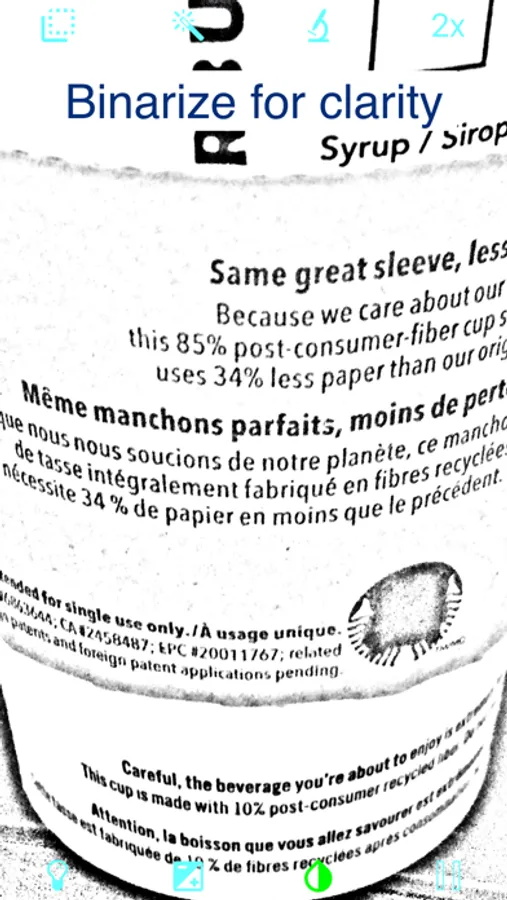 2x
Binarize for clarity
Syrup / Sirop
Same great sleeve, less
Because we care about our
this 85% post-consumer-fiber cup s
uses 34% less paper than our orig
Même manchons parfaits, moins de pert
que nous nous soucions de notre planète, ce mancho
de tasse intégralement fabriqué en fibres recyclées
nécessite 34 % de papier en moins que le précédent.
ended for single use only./À usage unique.
6863644; CA #2458487; EPC #20011767; related
patents and foreign patent applications pending.
Careful, the beverage you're about to enjoy is
This cup is made with 10% post-consumer recycled fiber.
Attention, la boisson que vous allez savourer est
tasse est fabriquée de 10 % de fibres recyclées après